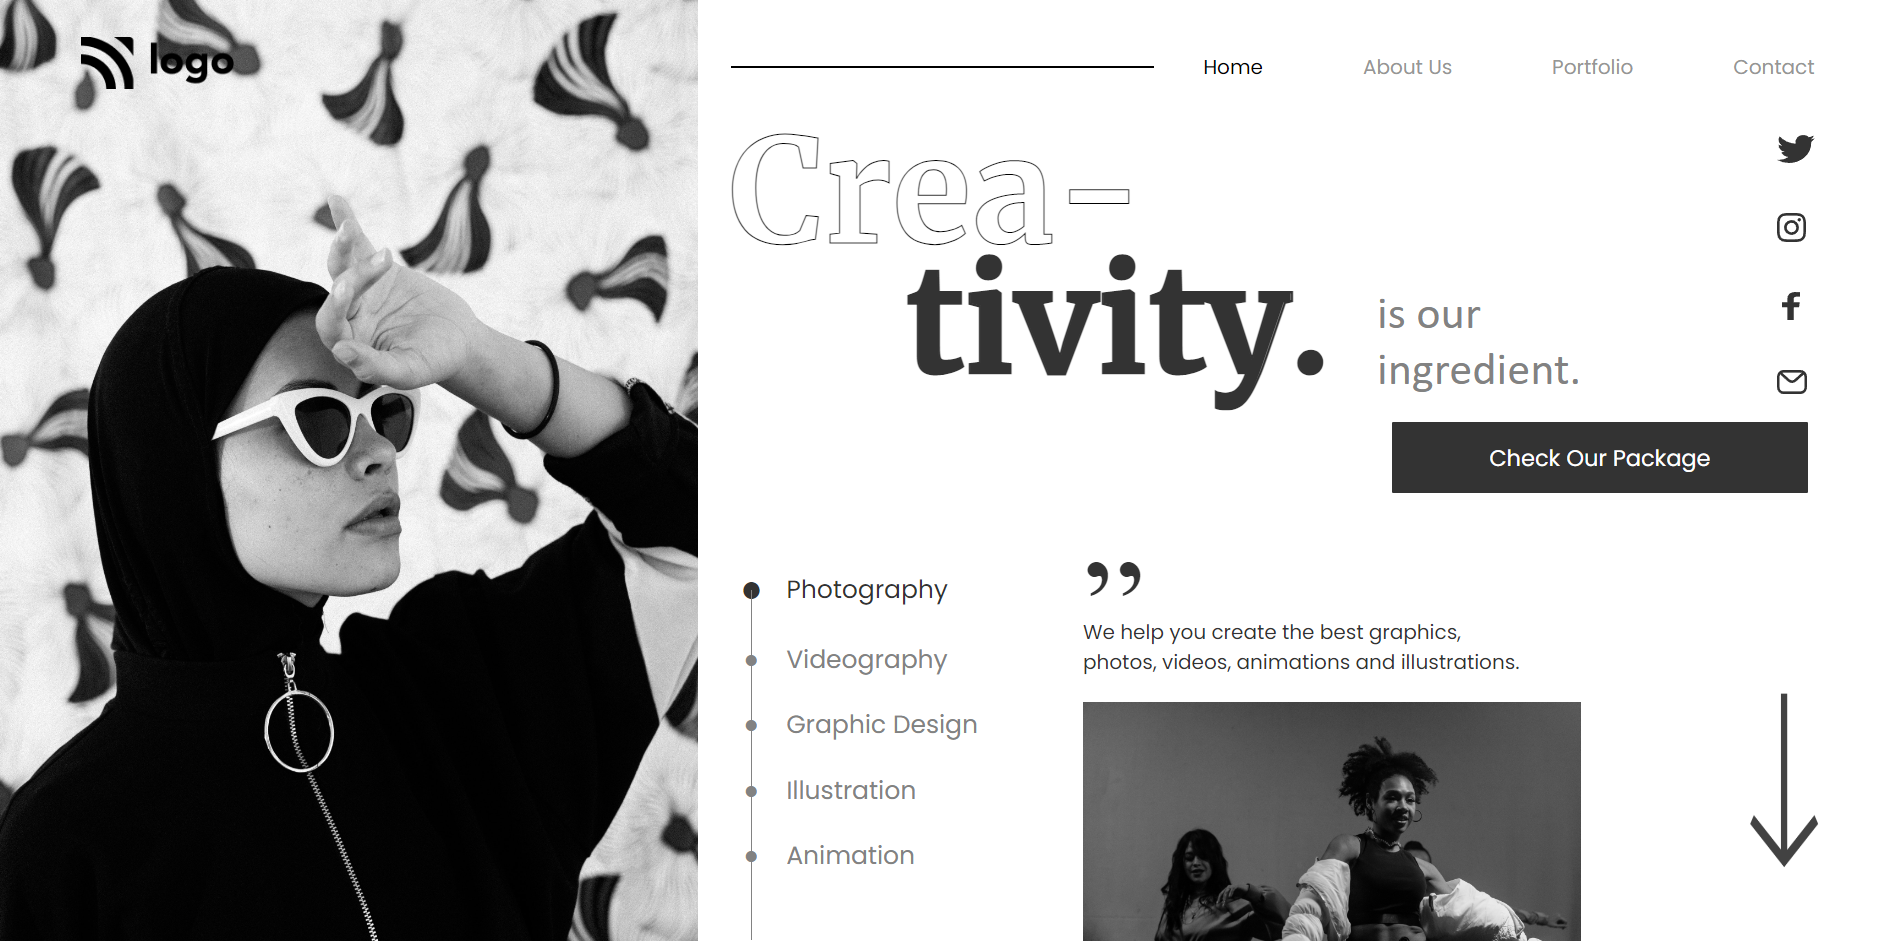 logo
Home
About Us
Portfolio
Contact
Crea-
tivity.
is our
ingredient.
Check Our Package
Photography
Videography
Graphic Design
Illustration
Animation
”
We help you create the best graphics,
photos, videos, animations and illustrations.